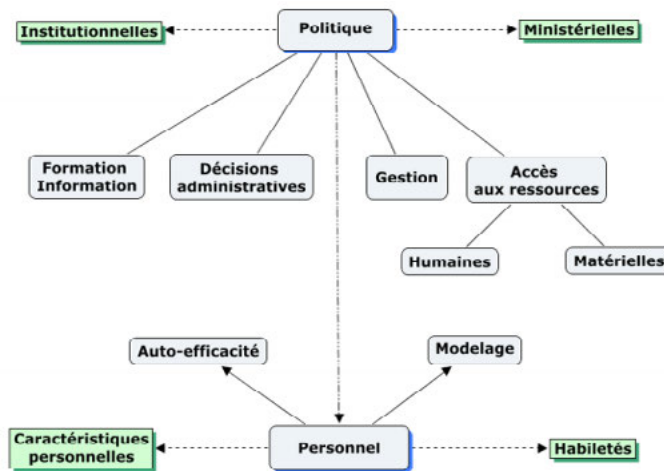 Institutionnelles
Politique
Ministérielles
Formation
Information
Décisions
administratives
Gestion
Accès
aux ressources
Humaines
Matérielles
Auto-efficacité
Modelage
Caractéristiques
personnelles
Personnel
Habiletés